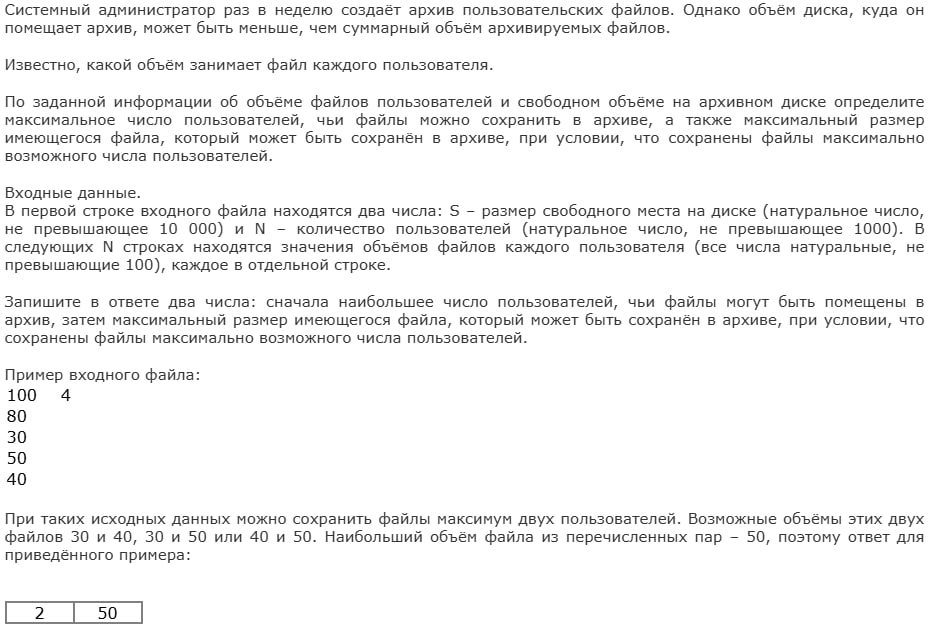 Системный администратор раз в неделю создаёт архив пользовательских файлов. Однако объём диска, куда он
помещает архив, может быть меньше, чем суммарный объём архивируемых файлов.
Известно, какой объём занимает файл каждого пользователя.
По заданной информации об объёме файлов пользователей и свободном объёме на архивном диске определите
максимальное число пользователей, чьи файлы можно сохранить в архиве, а также максимальный размер
имеющегося файла, который может быть сохранён в архиве, при условии, что сохранены файлы максимально
возможного числа пользователей.
Входные данные.
В первой строке входного файла находятся два числа: S – размер свободного места на диске (натуральное число,
не превышающее 10 000) и N – количество пользователей (натуральное число, не превышающее 1000). В
следующих N строках находятся значения объёмов файлов каждого пользователя (все числа натуральные, не
превышающие 100), каждое в отдельной строке.
Запишите в ответе два числа: сначала наибольшее число пользователей, чьи файлы могут быть помещены в
архив, затем максимальный размер имеющегося файла, который может быть сохранён в архиве, при условии, что
сохранены файлы максимально возможного числа пользователей.
Пример входного файла:
100 4
80
30
50
40
При таких исходных данных можно сохранить файлы максимум двух пользователей. Возможные объёмы этих двух
файлов 30 и 40, 30 и 50 или 40 и 50. Наибольший объём файла из перечисленных пар – 50, поэтому ответ для
приведённого примера:
2 50